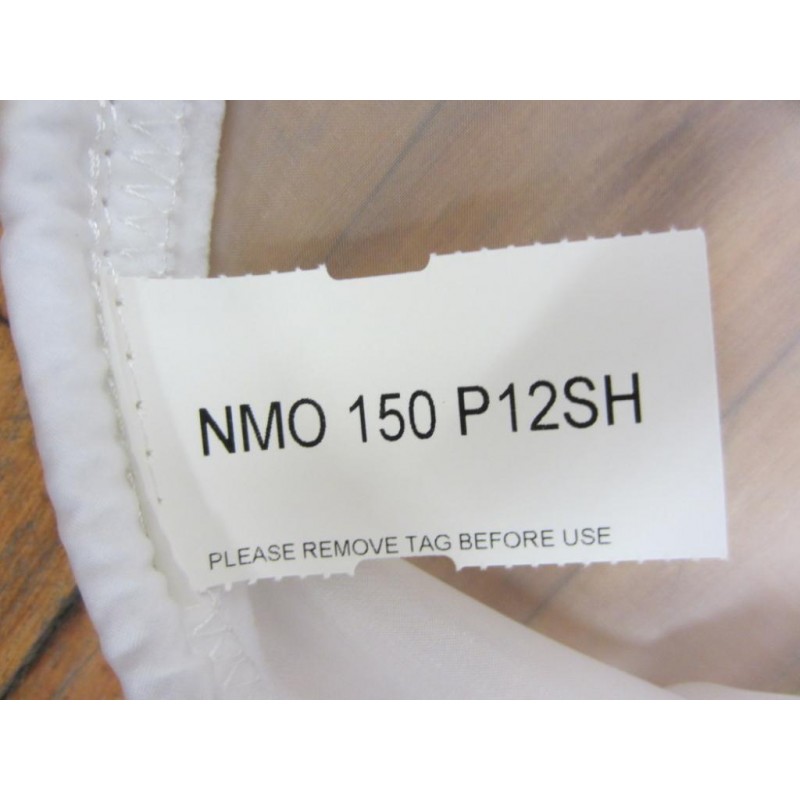 NMO 150 P12SH
PLEASE REMOVE TAG BEFORE USE